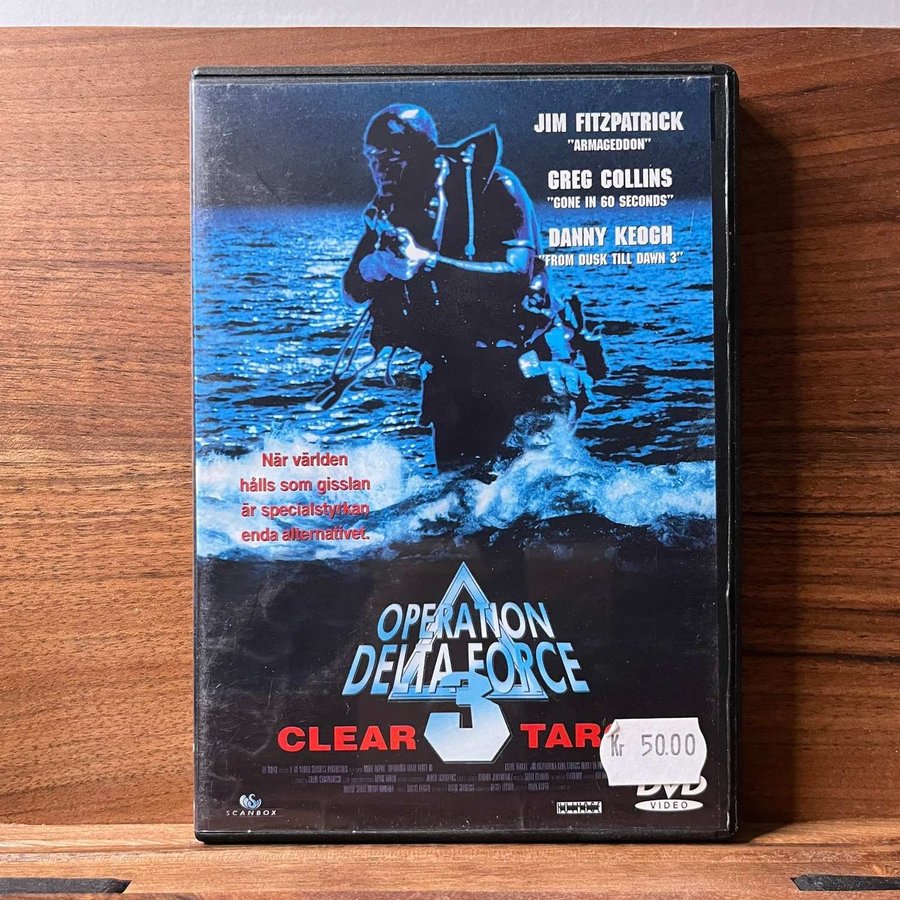 JIM FITZPATRICK
"ARMAGEDDON"
GREG COLLINS
"GONE IN 60 SECONDS"
DANNY KEOGH
"FROM DUSK TILL DAWN 3"
När världen
hålls som gisslan
är specialstyrkan
enda alternativet.
OPERATION
DELTA FORCE
3
CLEAR TAR
Kr 50.00
SCANBOX
DVD
VIDEO